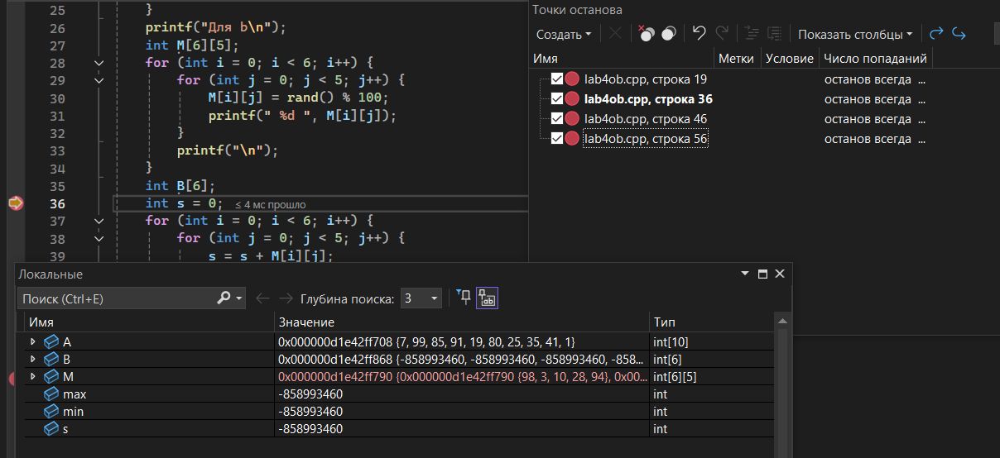 25 }
26 printf("Для b\n");
27 int M[6][5];
28 for (int i = 0; i < 6; i++) {
29 for (int j = 0; j < 5; j++) {
30 M[i][j] = rand() % 100;
31 printf(" %d ", M[i][j]);
32 }
33 printf("\n");
34 }
35 int B[6];
36 int s = 0; ≤ 4 мс прошло
37 for (int i = 0; i < 6; i++) {
38 for (int j = 0; j < 5; j++) {
39 s = s + M[i][j];
Точки останова
Создать Показать столбцы
Имя Метки Условие Число попаданий
lab4ob.cpp, строка 19 останов всегда ...
lab4ob.cpp, строка 36 останов всегда ...
lab4ob.cpp, строка 46 останов всегда ...
lab4ob.cpp, строка 56 останов всегда ...
Локальные
Поиск (Ctrl+E) Глубина поиска: 3
Имя Значение Тип
A 0x000000d1e42ff708 {7, 99, 85, 91, 19, 80, 25, 35, 41, 1} int[10]
B 0x000000d1e42ff868 {-858993460, -858993460, -858993460, -858... int[6]
M 0x000000d1e42ff790 {0x000000d1e42ff790 {98, 3, 10, 28, 94}, 0x00... int[6][5]
max -858993460 int
min -858993460 int
s -858993460 int